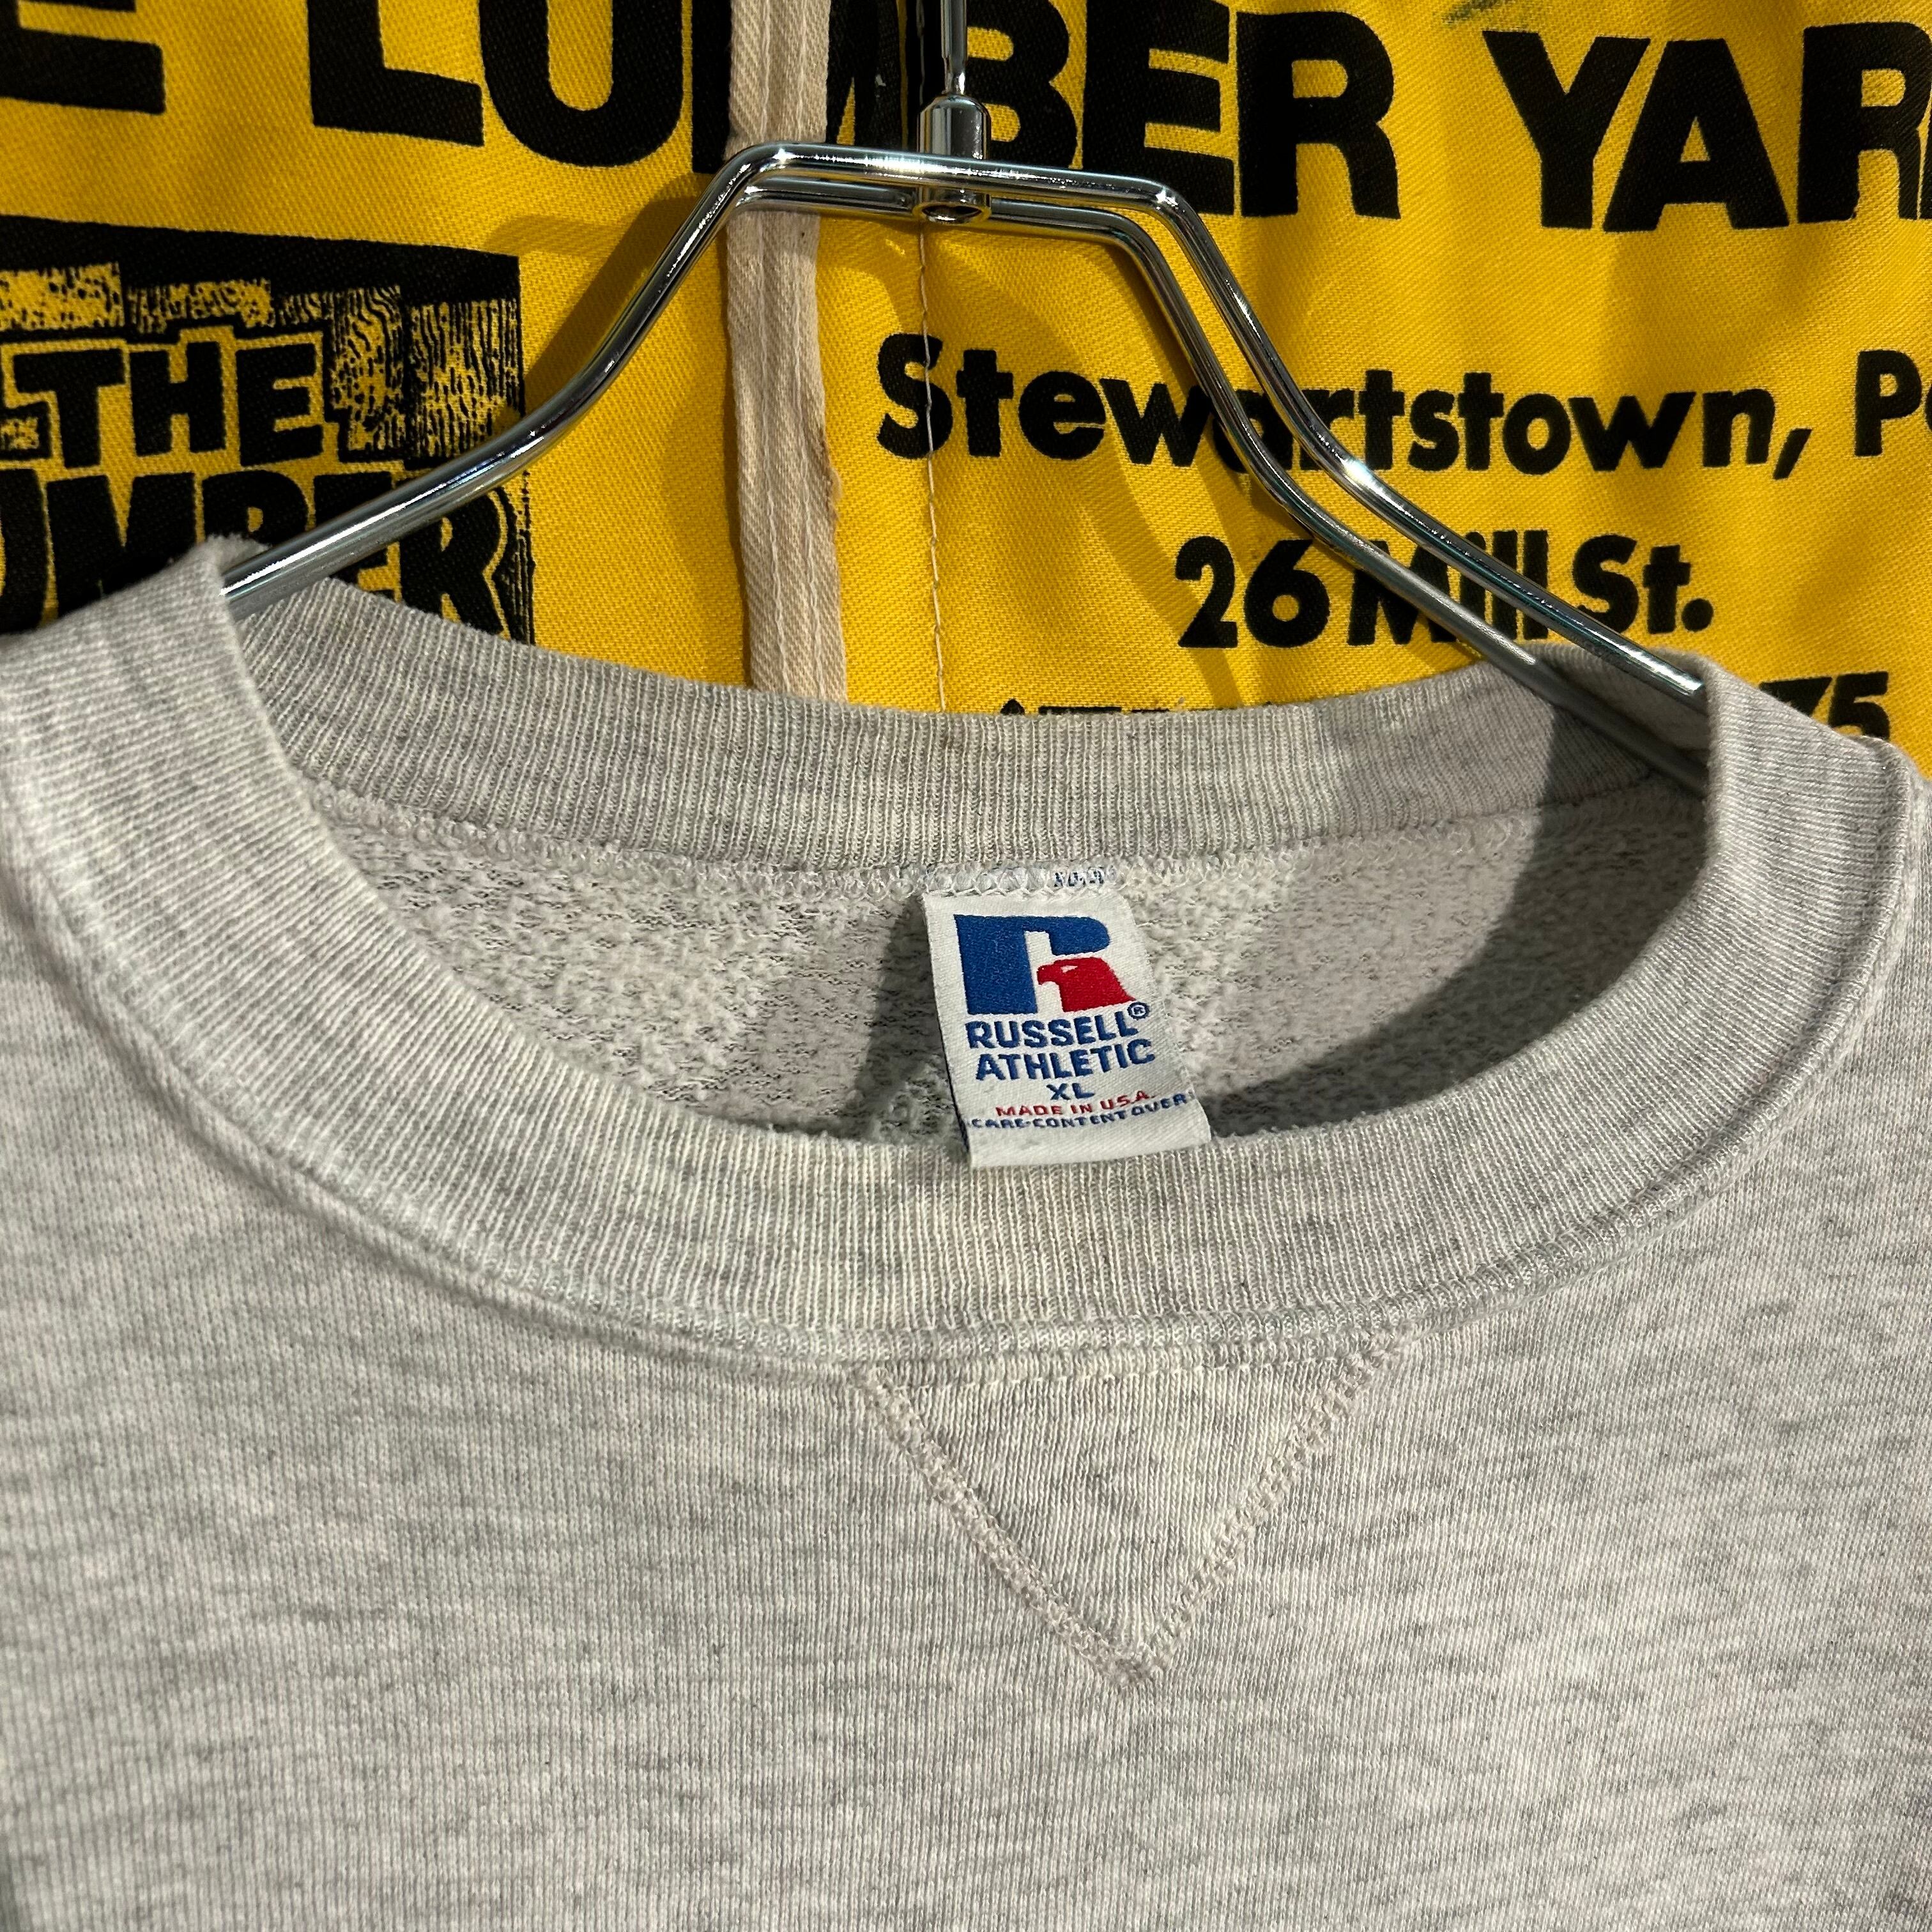 E LUMBER YAR
THE
UMBER
Stewartstown, P
26 Mill St.
75
RUSSELL®
ATHLETIC
XL
MADE IN U.S.A.
CARE·CONTENT OVER